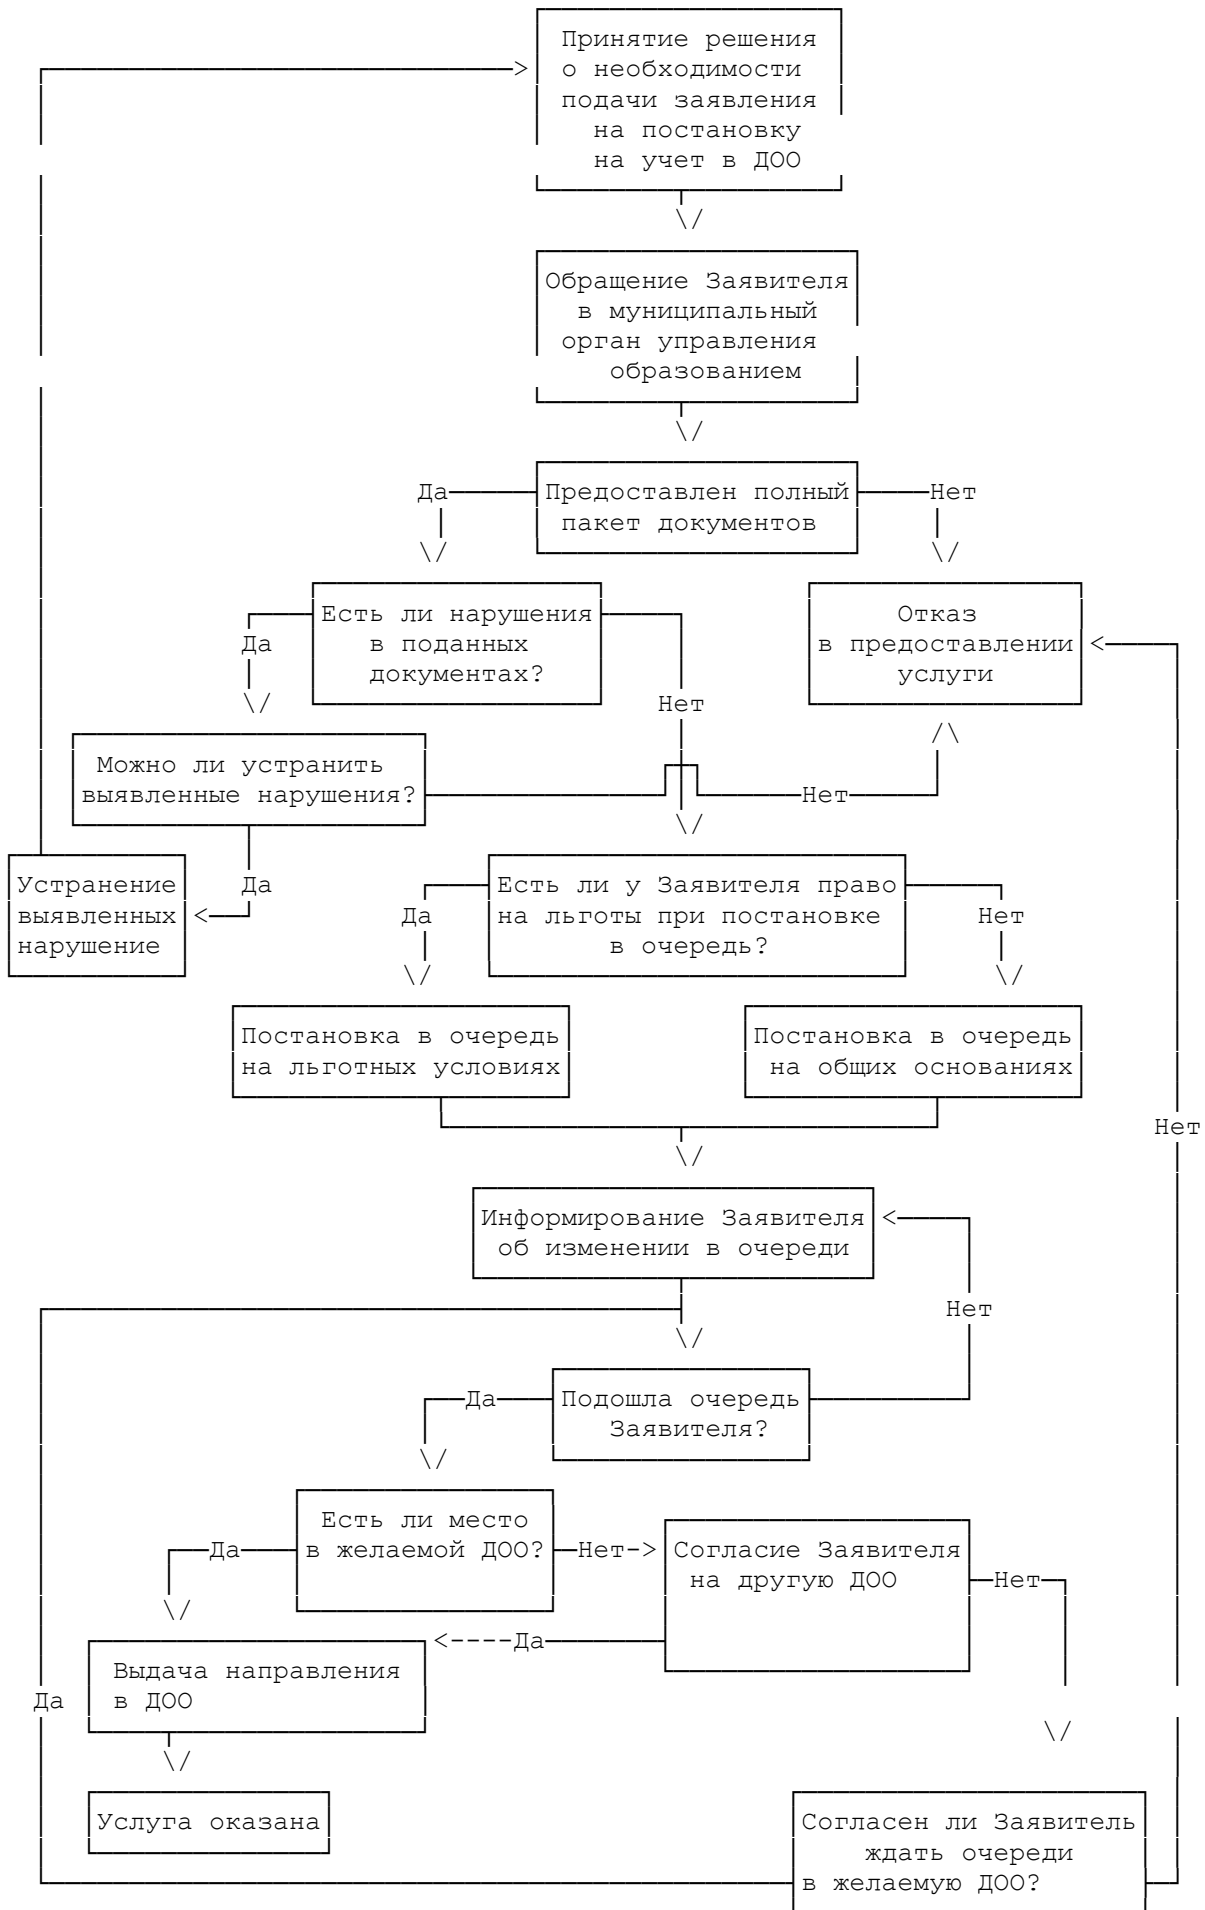 Принятие решения
о необходимости
подачи заявления
на постановку
на учет в ДОО
Обращение Заявителя
в муниципальный
орган управления
образованием
Да
Предоставлен полный
пакет документов
Нет
Есть ли нарушения
в поданных
документах?
Да
Нет
Отказ
в предоставлении
услуги
Можно ли устранить
выявленные нарушения?
Нет
Да
Устранение
выявленных
нарушение
Есть ли у Заявителя право
на льготы при постановке
в очередь?
Да
Нет
Постановка в очередь
на льготных условиях
Постановка в очередь
на общих основаниях
Нет
Информирование Заявителя
об изменении в очереди
Нет
Да
Подошла очередь
Заявителя?
Есть ли место
в желаемой ДОО?
Да
Нет->
Согласие Заявителя
на другую ДОО
Нет
<----Да
Выдача направления
в ДОО
Да
Услуга оказана
Согласен ли Заявитель
ждать очереди
в желаемую ДОО?